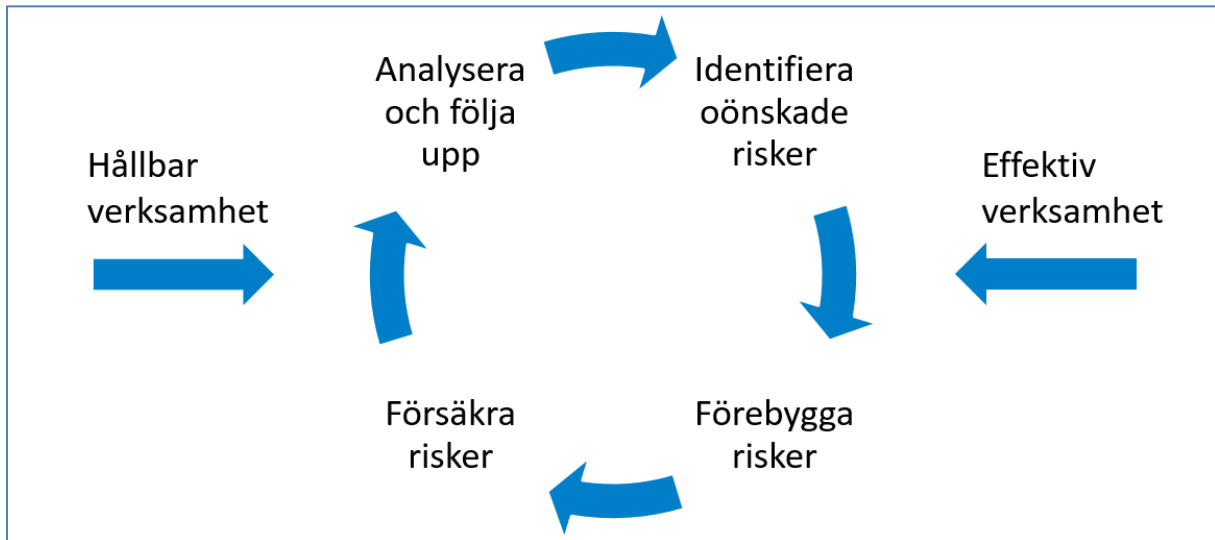 Analysera
och följa
upp
Identifiera
oönskade
risker
Hållbar
verksamhet
Effektiv
verksamhet
Försäkra
risker
Förebygga
risker